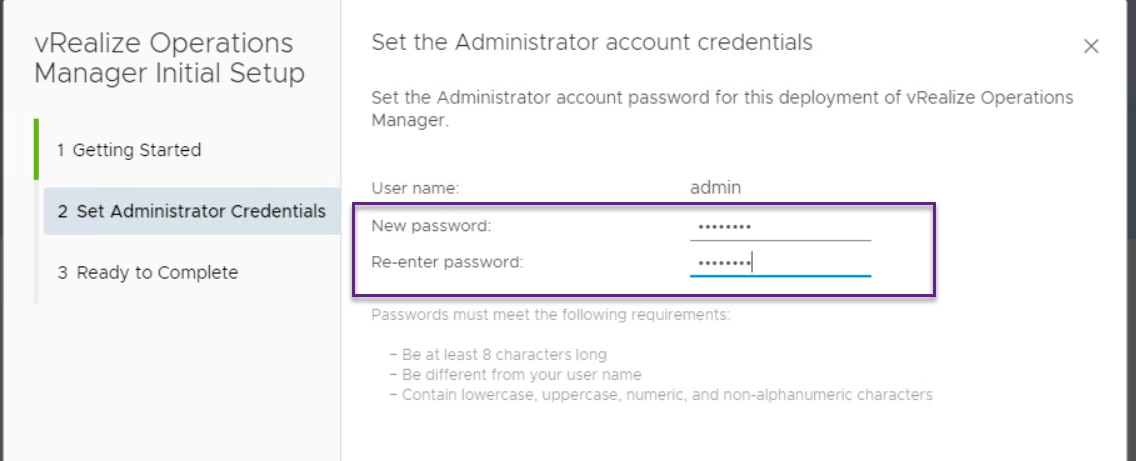 vRealize Operations
Manager Initial Setup
1 Getting Started
2 Set Administrator Credentials
3 Ready to Complete
Set the Administrator account credentials
Set the Administrator account password for this deployment of vRealize Operations
Manager.
User name: admin
New password: ••••••••
Re-enter password: ••••••••
Passwords must meet the following requirements:
– Be at least 8 characters long
– Be different from your user name
– Contain lowercase, uppercase, numeric, and non-alphanumeric characters